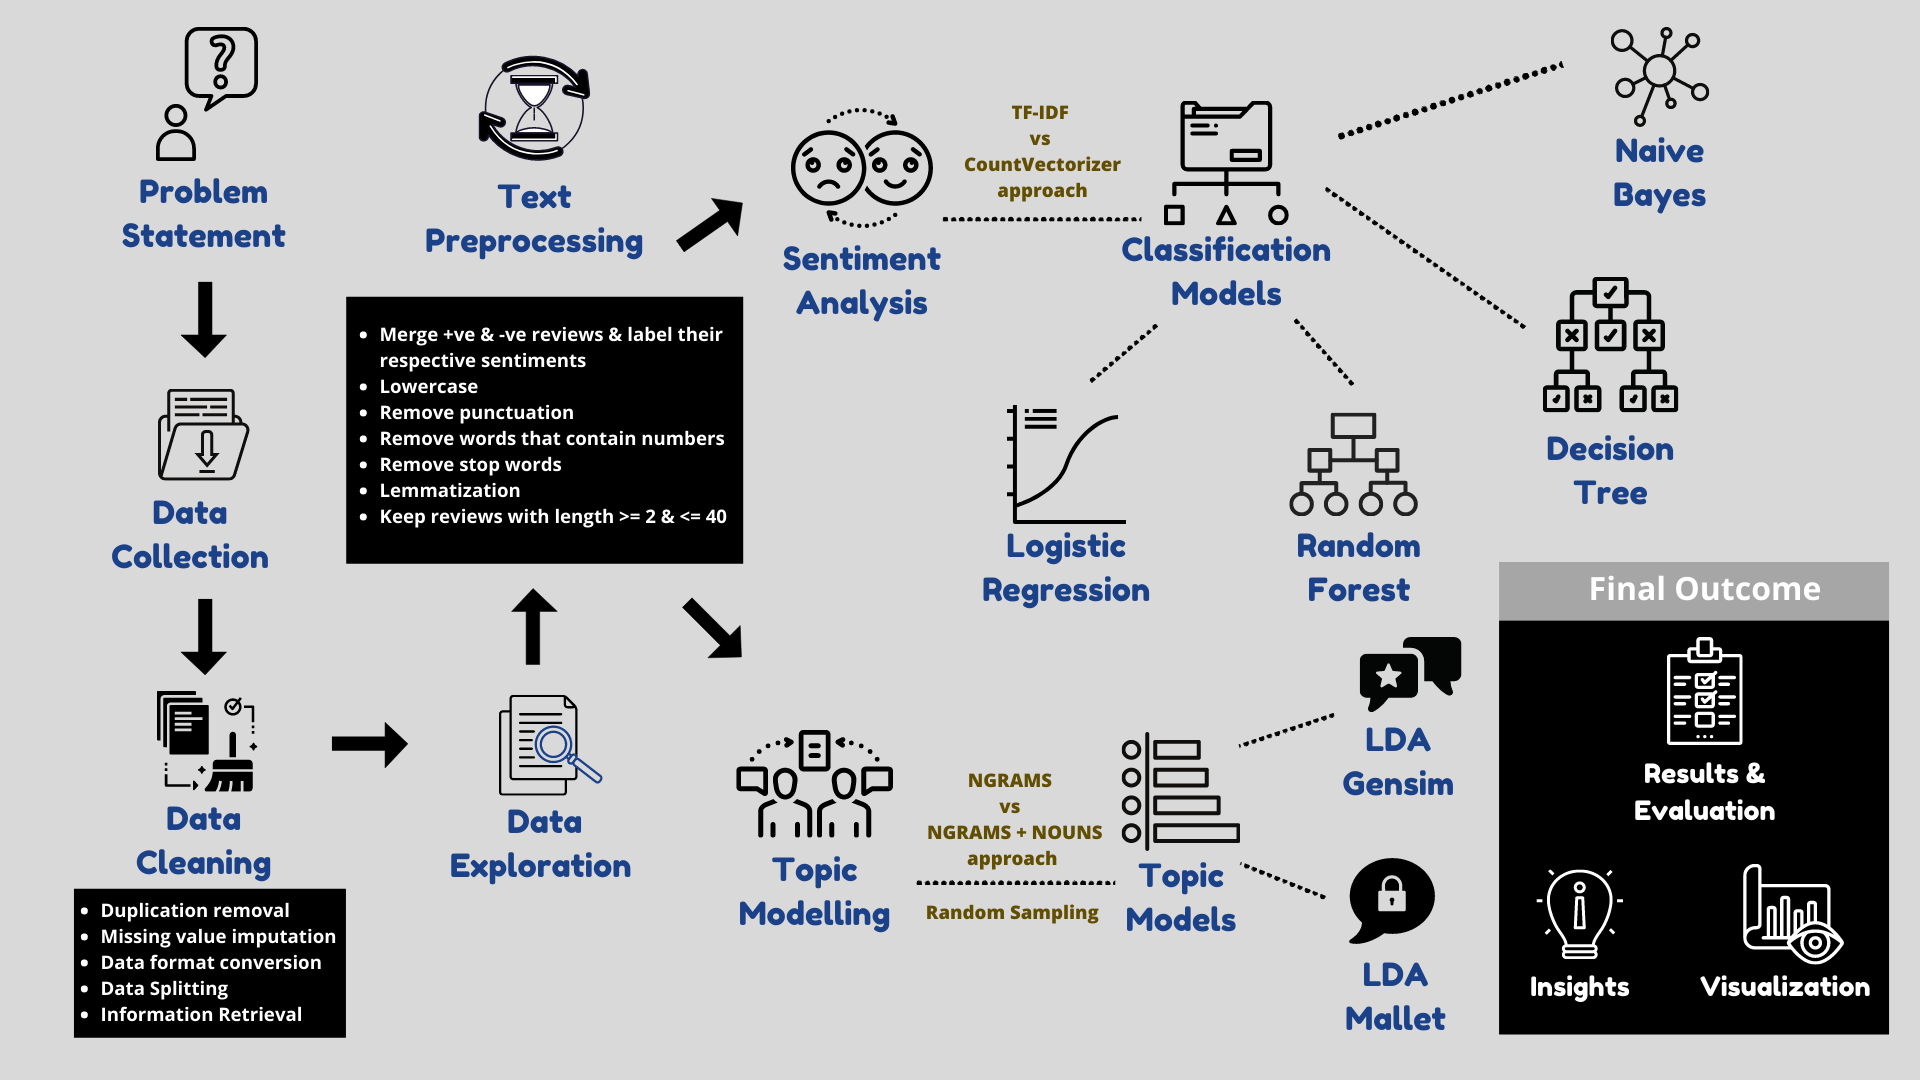 Problem
Statement
Data
Collection
Data
Cleaning
• Duplication removal
• Missing value imputation
• Data format conversion
• Data Splitting
• Information Retrieval
Data
Exploration
Text
Preprocessing
• Merge +ve & -ve reviews & label their
respective sentiments
• Lowercase
• Remove punctuation
• Remove words that contain numbers
• Remove stop words
• Lemmatization
• Keep reviews with length >= 2 & <= 40
Sentiment
Analysis
TF-IDF
vs
CountVectorizer
approach
Classification
Models
Naive
Bayes
Decision
Tree
Logistic
Regression
Random
Forest
Topic
Modelling
NGRAMS
vs
NGRAMS + NOUNS
approach
Random Sampling
Topic
Models
LDA
Gensim
LDA
Mallet
Final Outcome
Results &
Evaluation
Insights
Visualization